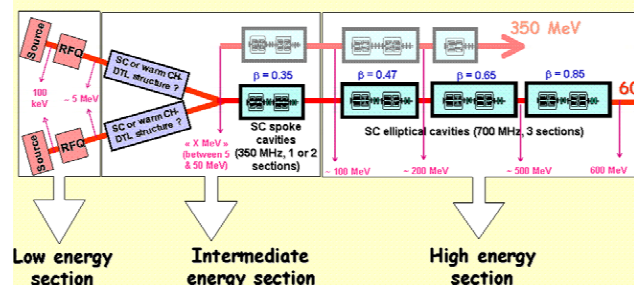 350 MeV
Source
RFQ
SC or warm CH-
DTL structure ?
β = 0.35
β = 0.47
β = 0.65
β = 0.85
100
keV
~ 5 MeV
60
Source
RFQ
SC or warm CH-
DTL structure ?
« X MeV »
(between 5
& 50 MeV)
SC spoke
cavities
(350 MHz, 1 or 2
sections)
SC elliptical cavities (700 MHz, 3 sections)
~ 100 MeV
~ 200 MeV
~ 500 MeV
600 MeV
Low energy
section
Intermediate
energy section
High energy
section